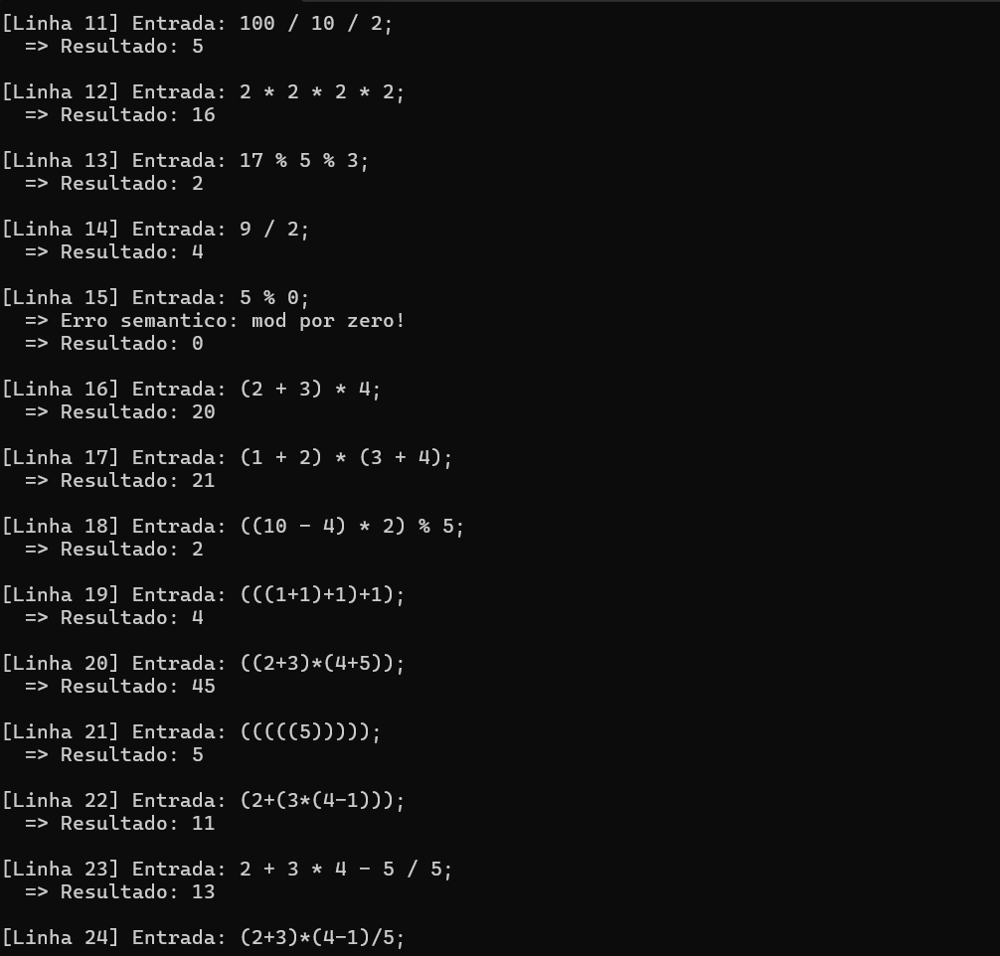 [Linha 11] Entrada: 100 / 10 / 2;
=> Resultado: 5
[Linha 12] Entrada: 2 * 2 * 2 * 2;
=> Resultado: 16
[Linha 13] Entrada: 17 % 5 % 3;
=> Resultado: 2
[Linha 14] Entrada: 9 / 2;
=> Resultado: 4
[Linha 15] Entrada: 5 % 0;
=> Erro semantico: mod por zero!
=> Resultado: 0
[Linha 16] Entrada: (2 + 3) * 4;
=> Resultado: 20
[Linha 17] Entrada: (1 + 2) * (3 + 4);
=> Resultado: 21
[Linha 18] Entrada: ((10 - 4) * 2) % 5;
=> Resultado: 2
[Linha 19] Entrada: (((1+1)+1)+1);
=> Resultado: 4
[Linha 20] Entrada: ((2+3)*(4+5));
=> Resultado: 45
[Linha 21] Entrada: (((((5)))));
=> Resultado: 5
[Linha 22] Entrada: (2+(3*(4-1)));
=> Resultado: 11
[Linha 23] Entrada: 2 + 3 * 4 - 5 / 5;
=> Resultado: 13
[Linha 24] Entrada: (2+3)*(4-1)/5;